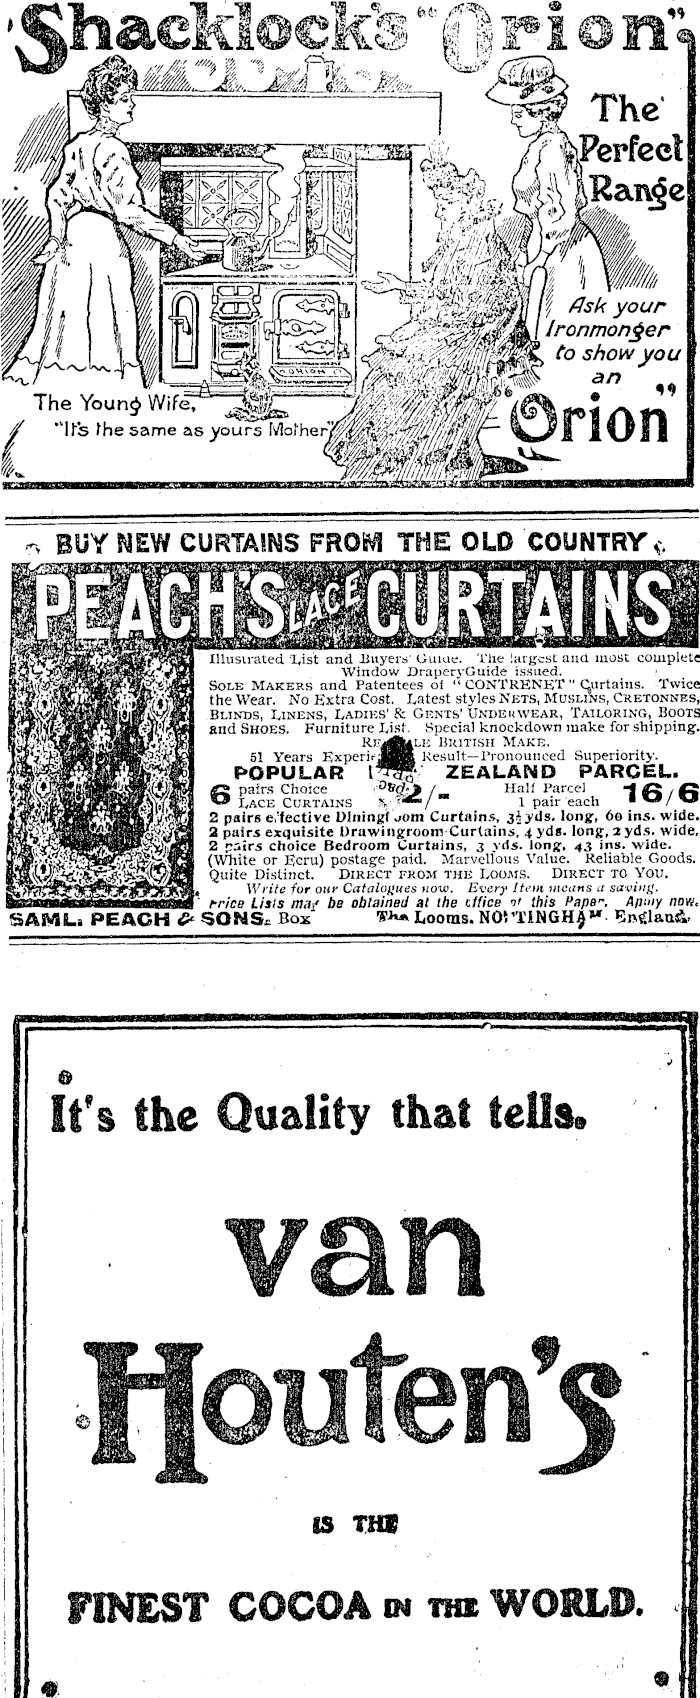 Shacklock's "Orion"
The
Perfect
Range
Ask your
Ironmonger
to show you
an
"Orion"
ORION
The Young Wife,
"It's the same as yours Mother"
BUY NEW CURTAINS FROM THE OLD COUNTRY
PEACH'S LACE CURTAINS
Illustrated List and Buyers' Guide. The largest and most complete
Window Drapery Guide issued.
SOLE MAKERS and Patentees of "CONTRENET" Curtains. Twice
the Wear. No Extra Cost. Latest styles NETS, MUSLINS, CRETONNES,
BLINDS, LINENS, LADIES' & GENTS' UNDERWEAR, TAILORING, BOOTS
and SHOES. Furniture List. Special knockdown make for shipping.
BRITISH MAKE.
51 Years Result—Pronounced Superiority.
POPULAR ZEALAND PARCEL.
6 pairs Choice 2/- Half Parcel 16/6
LACE CURTAINS 1 pair each
2 pairs effective Diningroom Curtains, 3½ yds. long, 60 ins. wide.
2 pairs exquisite Drawingroom Curtains, 4 yds. long, 2 yds. wide.
2 pairs choice Bedroom Curtains, 3 yds. long, 43 ins. wide.
(White or Ecru) postage paid. Marvellous Value. Reliable Goods.
Quite Distinct. DIRECT FROM THE LOOMS. DIRECT TO YOU.
Write for our Catalogues now. Every Item means a saving.
Price Lists may be obtained at the office of this Paper. Apply now.
SAML. PEACH & SONS. Box The Looms. NOTTINGHAM England.
It's the Quality that tells.
van
Houten's
IS THE
FINEST COCOA IN THE WORLD.